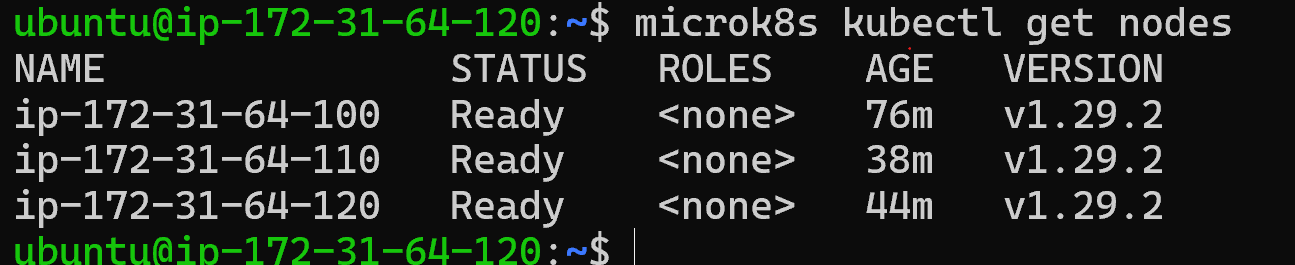 ubuntu@ip-172-31-64-120:~$ microk8s kubectl get nodes
NAME               STATUS   ROLES    AGE   VERSION
ip-172-31-64-100   Ready    <none>   76m   v1.29.2
ip-172-31-64-110   Ready    <none>   38m   v1.29.2
ip-172-31-64-120   Ready    <none>   44m   v1.29.2
ubuntu@ip-172-31-64-120:~$